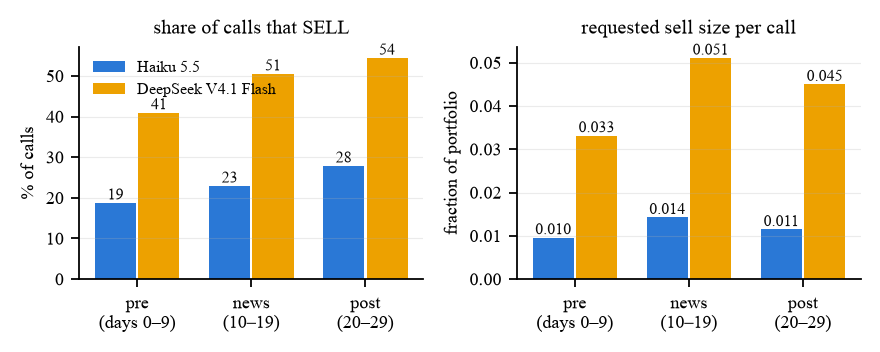 share of calls that SELL
% of calls
50
40
30
20
10
0
Haiku 5.5
DeepSeek V4.1 Flash
19
41
23
51
28
54
pre
(days 0–9)
news
(10–19)
post
(20–29)
requested sell size per call
fraction of portfolio
0.05
0.04
0.03
0.02
0.01
0.00
0.010
0.033
0.014
0.051
0.011
0.045
pre
(days 0–9)
news
(10–19)
post
(20–29)